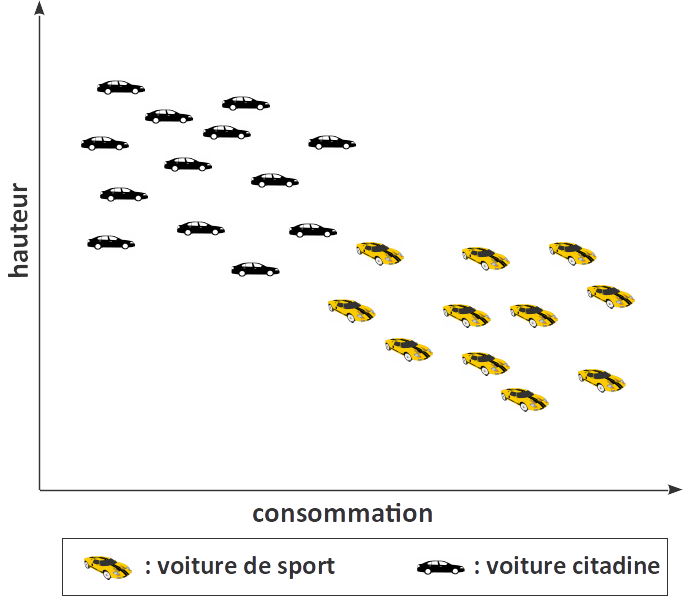 hauteur
consommation
: voiture de sport
: voiture citadine